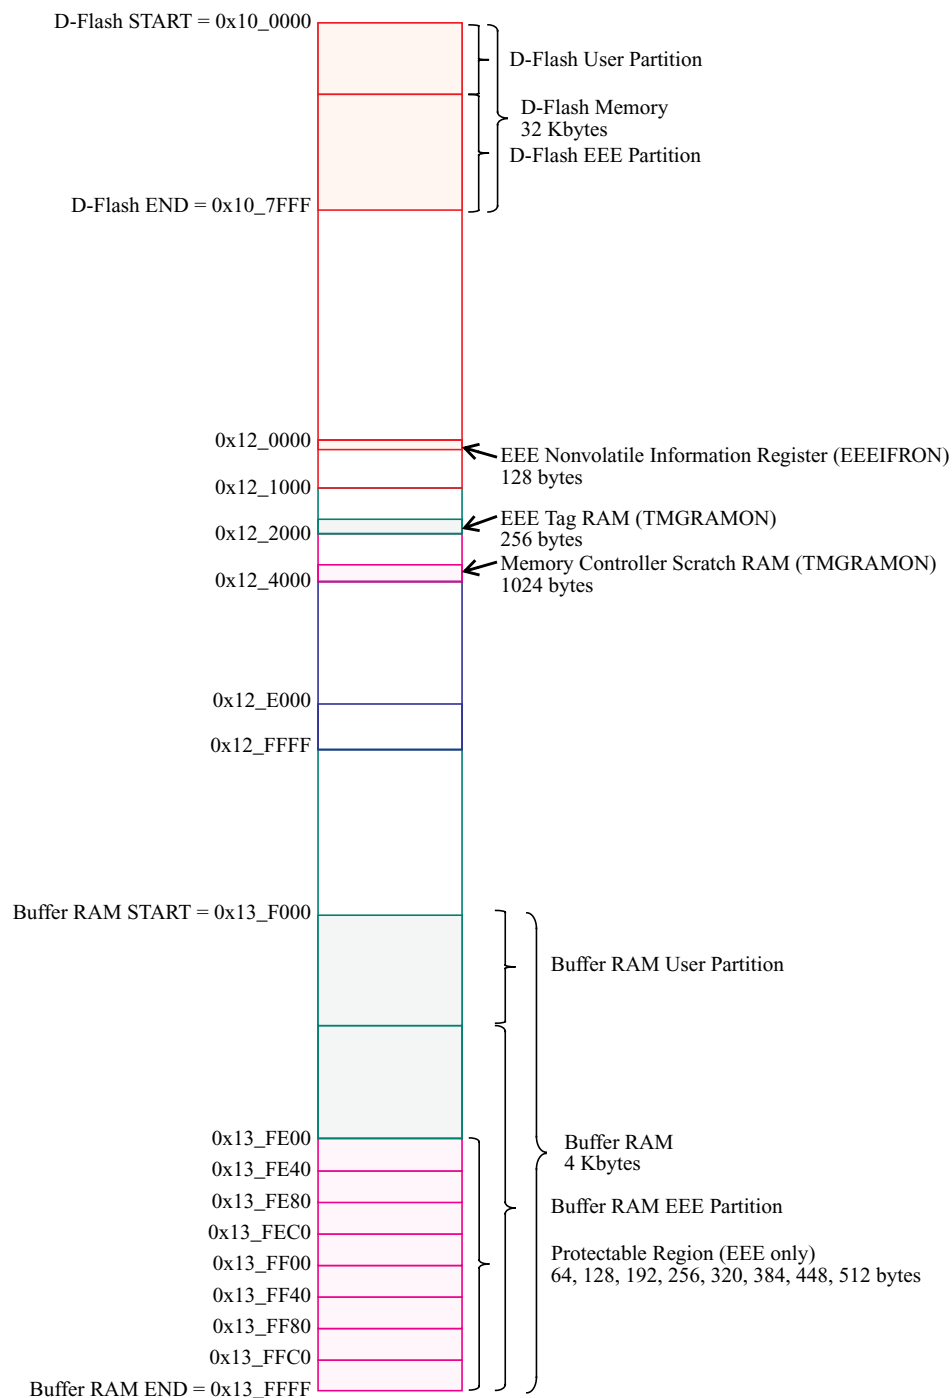 D-Flash START = 0x10_0000
D-Flash User Partition
D-Flash Memory
32 Kbytes
D-Flash EEE Partition
D-Flash END = 0x10_7FFF
0x12_0000
EEE Nonvolatile Information Register (EEEIFRON)
128 bytes
0x12_1000
EEE Tag RAM (TMGRAMON)
256 bytes
0x12_2000
Memory Controller Scratch RAM (TMGRAMON)
1024 bytes
0x12_4000
0x12_E000
0x12_FFFF
Buffer RAM START = 0x13_F000
Buffer RAM User Partition
0x13_FE00
Buffer RAM
4 Kbytes
0x13_FE40
0x13_FE80
Buffer RAM EEE Partition
0x13_FEC0
Protectable Region (EEE only)
64, 128, 192, 256, 320, 384, 448, 512 bytes
0x13_FF00
0x13_FF40
0x13_FF80
0x13_FFC0
Buffer RAM END = 0x13_FFFF